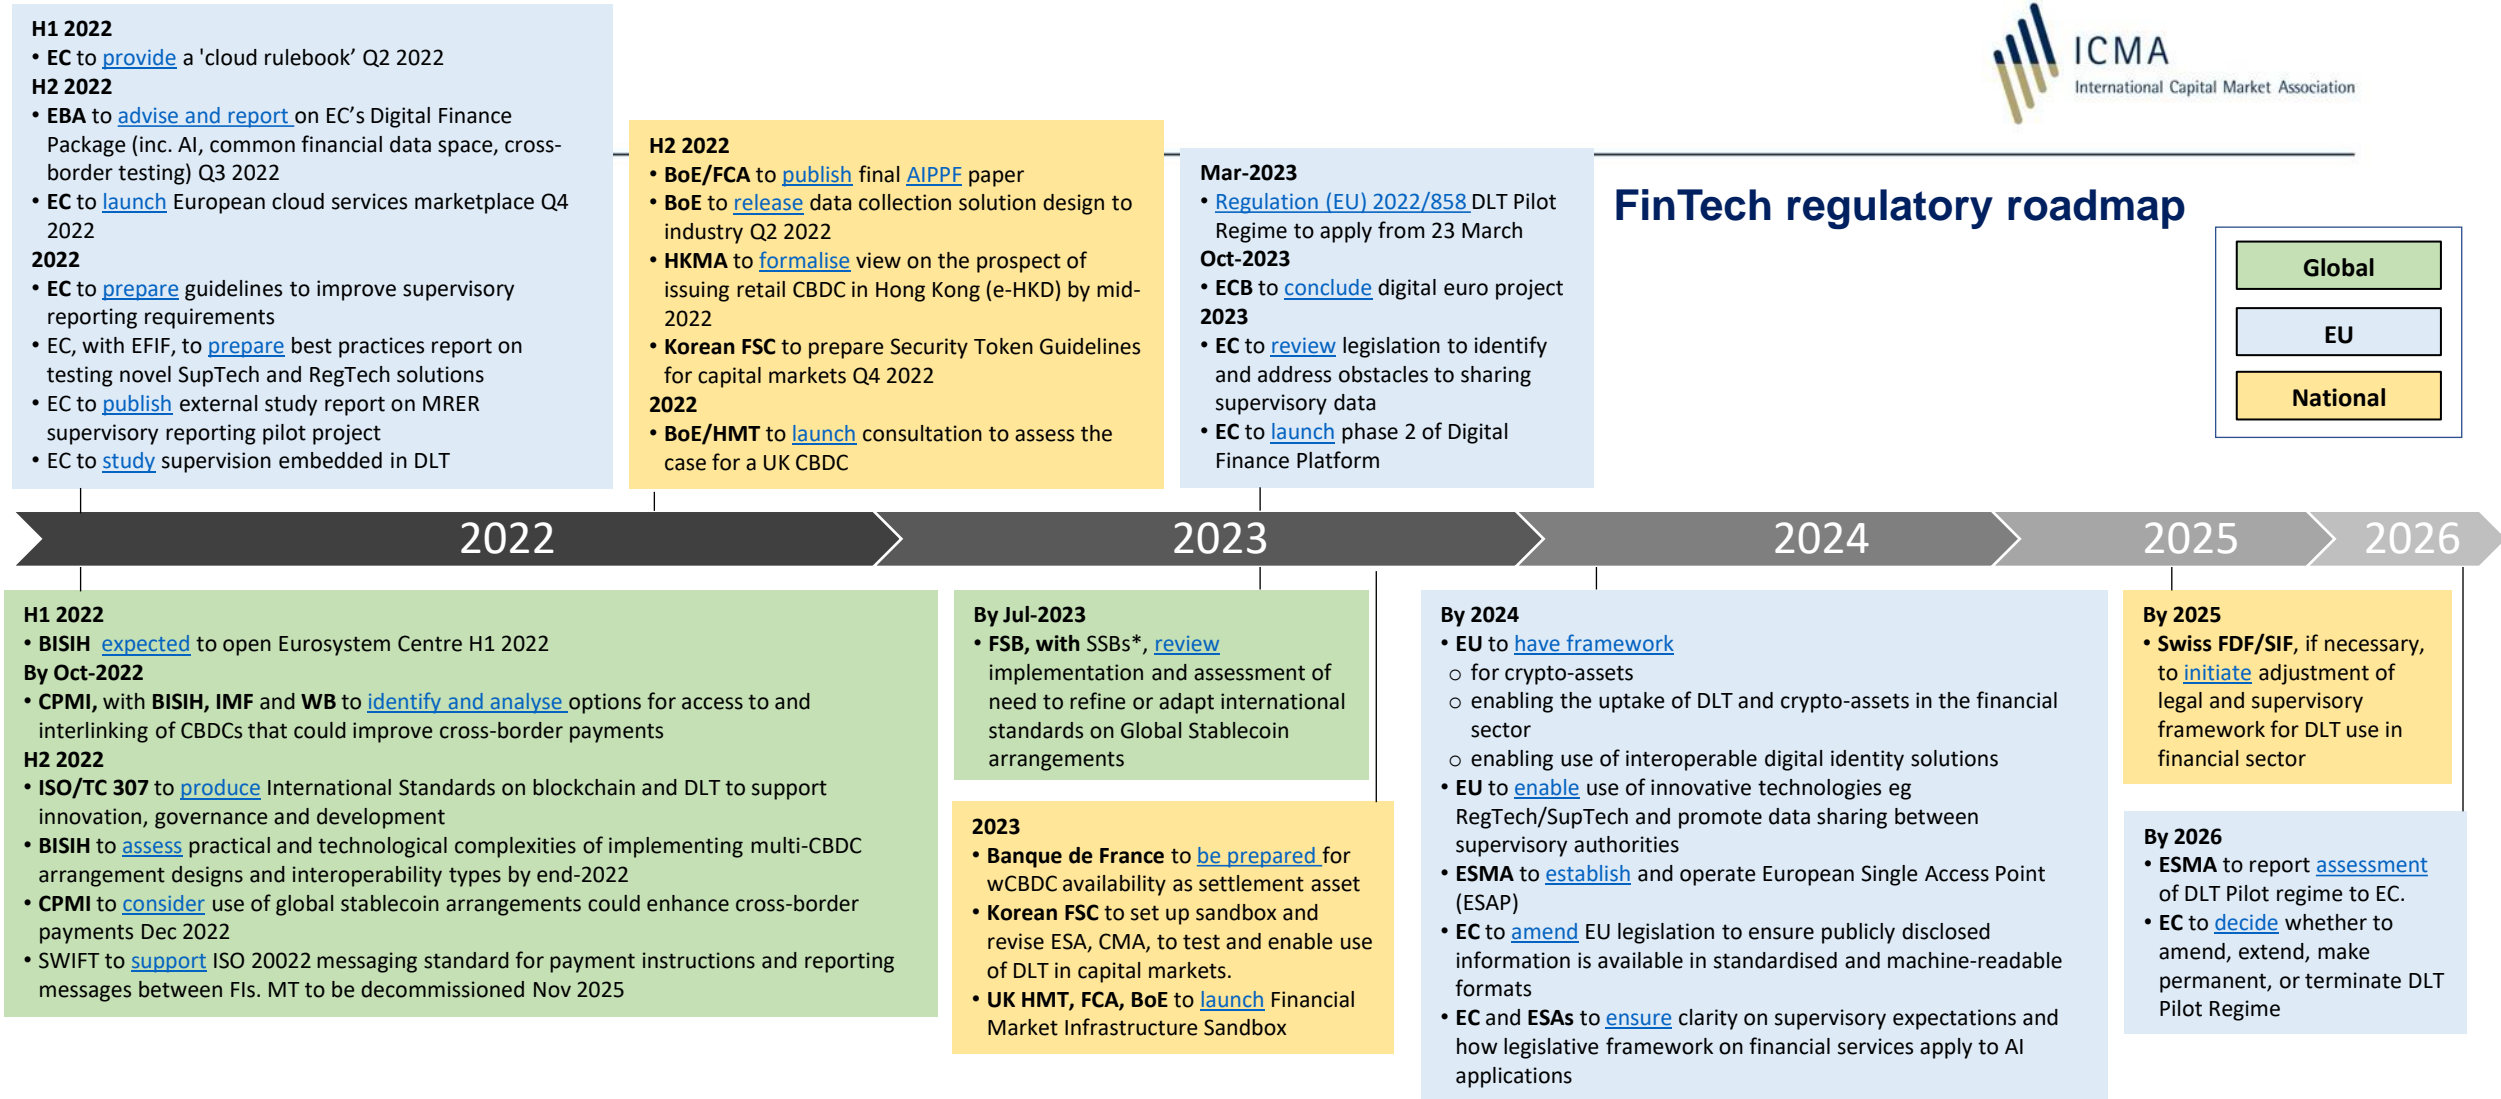 H1 2022
• EC to provide a 'cloud rulebook’ Q2 2022
H2 2022
• EBA to advise and report on EC’s Digital Finance
Package (inc. AI, common financial data space, cross-
border testing) Q3 2022
• EC to launch European cloud services marketplace Q4
2022
2022
• EC to prepare guidelines to improve supervisory
reporting requirements
• EC, with EFIF, to prepare best practices report on
testing novel SupTech and RegTech solutions
• EC to publish external study report on MRER
supervisory reporting pilot project
• EC to study supervision embedded in DLT
H2 2022
• BoE/FCA to publish final AIPPF paper
• BoE to release data collection solution design to
industry Q2 2022
• HKMA to formalise view on the prospect of
issuing retail CBDC in Hong Kong (e-HKD) by mid-
2022
• Korean FSC to prepare Security Token Guidelines
for capital markets Q4 2022
2022
• BoE/HMT to launch consultation to assess the
case for a UK CBDC
Mar-2023
• Regulation (EU) 2022/858 DLT Pilot
Regime to apply from 23 March
Oct-2023
• ECB to conclude digital euro project
2023
• EC to review legislation to identify
and address obstacles to sharing
supervisory data
• EC to launch phase 2 of Digital
Finance Platform
ICMA
International Capital Market Association
FinTech regulatory roadmap
Global
EU
National
2022
2023
2024
2025
2026
H1 2022
• BISIH expected to open Eurosystem Centre H1 2022
By Oct-2022
• CPMI, with BISIH, IMF and WB to identify and analyse options for access to and
interlinking of CBDCs that could improve cross-border payments
H2 2022
• ISO/TC 307 to produce International Standards on blockchain and DLT to support
innovation, governance and development
• BISIH to assess practical and technological complexities of implementing multi-CBDC
arrangement designs and interoperability types by end-2022
• CPMI to consider use of global stablecoin arrangements could enhance cross-border
payments Dec 2022
• SWIFT to support ISO 20022 messaging standard for payment instructions and reporting
messages between FIs. MT to be decommissioned Nov 2025
By Jul-2023
• FSB, with SSBs*, review
implementation and assessment of
need to refine or adapt international
standards on Global Stablecoin
arrangements
2023
• Banque de France to be prepared for
wCBDC availability as settlement asset
• Korean FSC to set up sandbox and
revise ESA, CMA, to test and enable use
of DLT in capital markets.
• UK HMT, FCA, BoE to launch Financial
Market Infrastructure Sandbox
By 2024
• EU to have framework
o for crypto-assets
o enabling the uptake of DLT and crypto-assets in the financial
sector
o enabling use of interoperable digital identity solutions
• EU to enable use of innovative technologies eg
RegTech/SupTech and promote data sharing between
supervisory authorities
• ESMA to establish and operate European Single Access Point
(ESAP)
• EC to amend EU legislation to ensure publicly disclosed
information is available in standardised and machine-readable
formats
• EC and ESAs to ensure clarity on supervisory expectations and
how legislative framework on financial services apply to AI
applications
By 2025
• Swiss FDF/SIF, if necessary,
to initiate adjustment of
legal and supervisory
framework for DLT use in
financial sector
By 2026
• ESMA to report assessment
of DLT Pilot regime to EC.
• EC to decide whether to
amend, extend, make
permanent, or terminate DLT
Pilot Regime